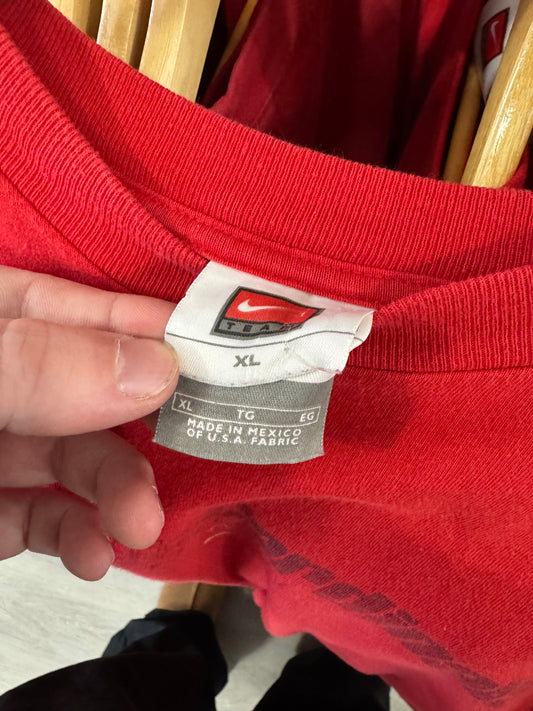 TEAM
XL
XL TG EG
MADE IN MEXICO
OF U.S.A. FABRIC